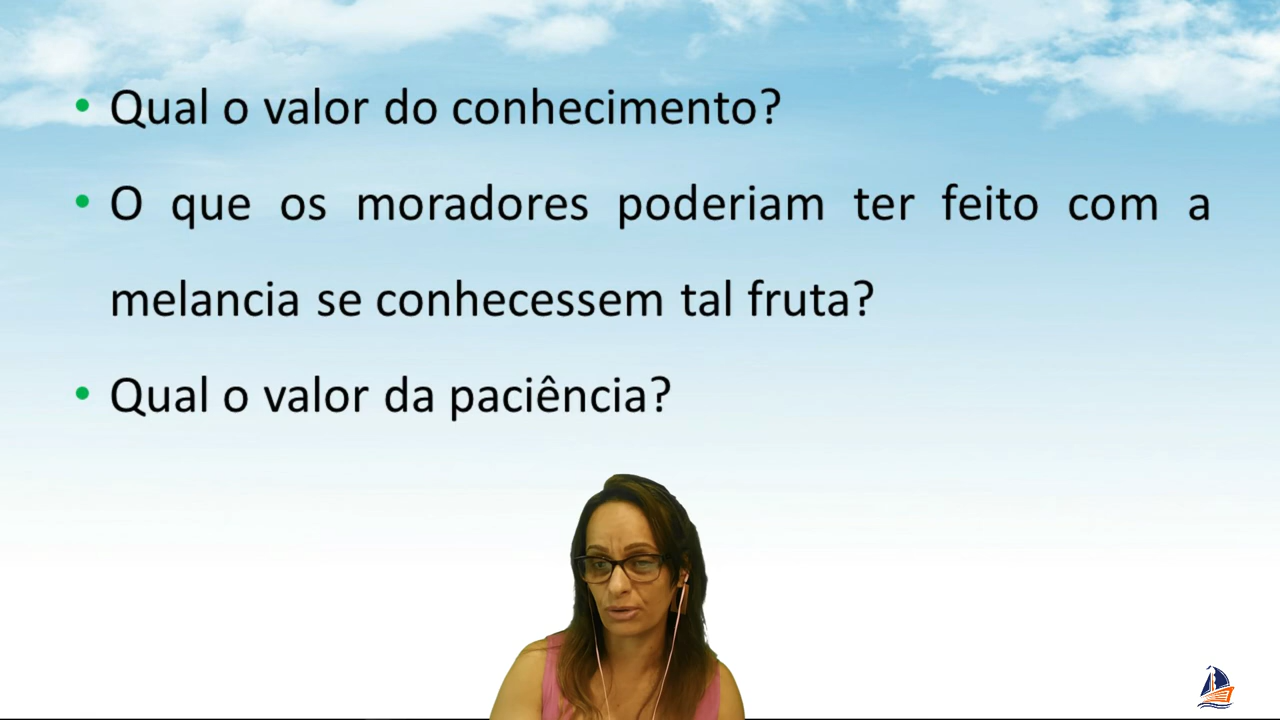 • Qual o valor do conhecimento?
• O que os moradores poderiam ter feito com a
melancia se conhecessem tal fruta?
• Qual o valor da paciência?